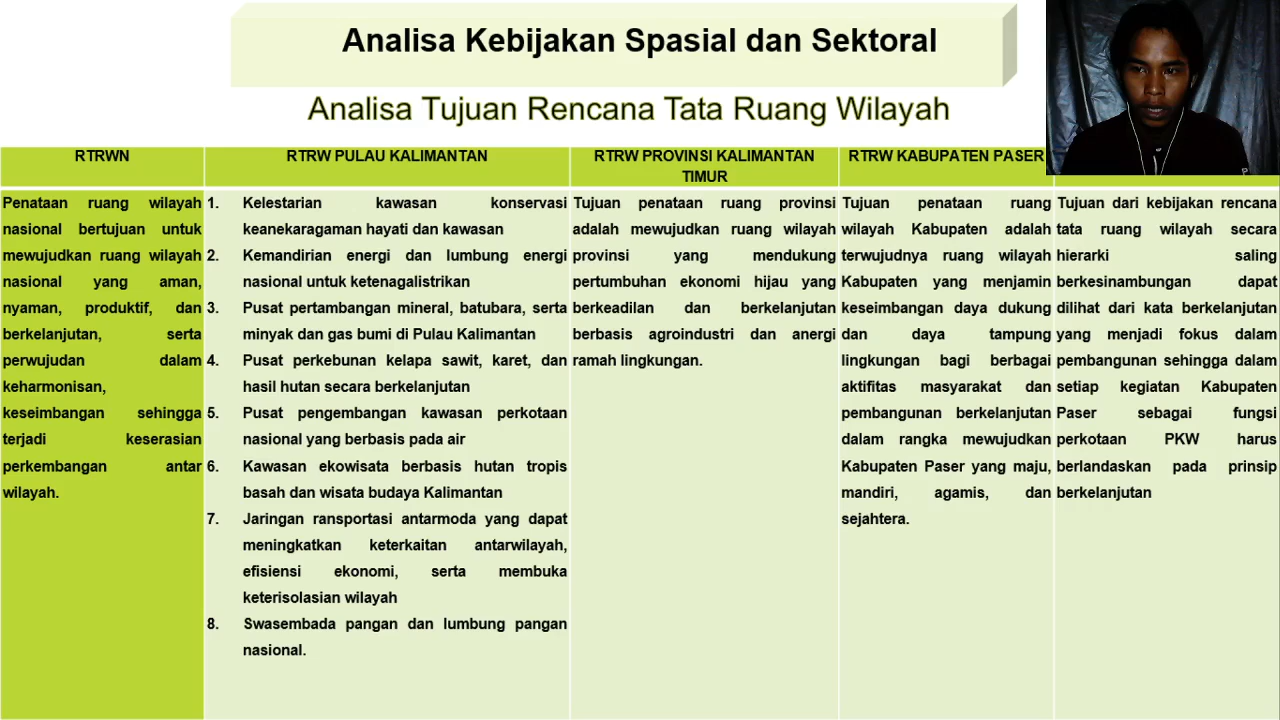 Analisa Kebijakan Spasial dan Sektoral
Analisa Tujuan Rencana Tata Ruang Wilayah
RTRWN
Penataan ruang wilayah
nasional bertujuan untuk
mewujudkan ruang wilayah
nasional yang aman,
nyaman, produktif, dan
berkelanjutan, serta
perwujudan dalam
keharmonisan,
keseimbangan sehingga
terjadi keserasian
perkembangan antar
wilayah.
RTRW PULAU KALIMANTAN
1. Kelestarian kawasan konservasi
keanekaragaman hayati dan kawasan
2. Kemandirian energi dan lumbung energi
nasional untuk ketenagalistrikan
3. Pusat pertambangan mineral, batubara, serta
minyak dan gas bumi di Pulau Kalimantan
4. Pusat perkebunan kelapa sawit, karet, dan
hasil hutan secara berkelanjutan
5. Pusat pengembangan kawasan perkotaan
nasional yang berbasis pada air
6. Kawasan ekowisata berbasis hutan tropis
basah dan wisata budaya Kalimantan
7. Jaringan ransportasi antarmoda yang dapat
meningkatkan keterkaitan antarwilayah,
efisiensi ekonomi, serta membuka
keterisolasian wilayah
8. Swasembada pangan dan lumbung pangan
nasional.
RTRW PROVINSI KALIMANTAN
TIMUR
Tujuan penataan ruang provinsi
adalah mewujudkan ruang wilayah
provinsi yang mendukung
pertumbuhan ekonomi hijau yang
berkeadilan dan berkelanjutan
berbasis agroindustri dan anergi
ramah lingkungan.
RTRW KABUPATEN PASER
Tujuan penataan ruang
wilayah Kabupaten adalah
terwujudnya ruang wilayah
Kabupaten yang menjamin
keseimbangan daya dukung
dan daya tampung
lingkungan bagi berbagai
aktifitas masyarakat dan
pembangunan berkelanjutan
dalam rangka mewujudkan
Kabupaten Paser yang maju,
mandiri, agamis, dan
sejahtera.
Tujuan dari kebijakan rencana
tata ruang wilayah secara
hierarki saling
berkesinambungan dapat
dilihat dari kata berkelanjutan
yang menjadi fokus dalam
pembangunan sehingga dalam
setiap kegiatan Kabupaten
Paser sebagai fungsi
perkotaan PKW harus
berlandaskan pada prinsip
berkelanjutan